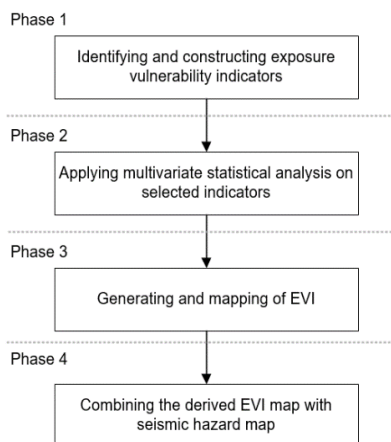 Phase 1
Identifying and constructing exposure
vulnerability indicators
Phase 2
Applying multivariate statistical analysis on
selected indicators
Phase 3
Generating and mapping of EVI
Phase 4
Combining the derived EVI map with
seismic hazard map